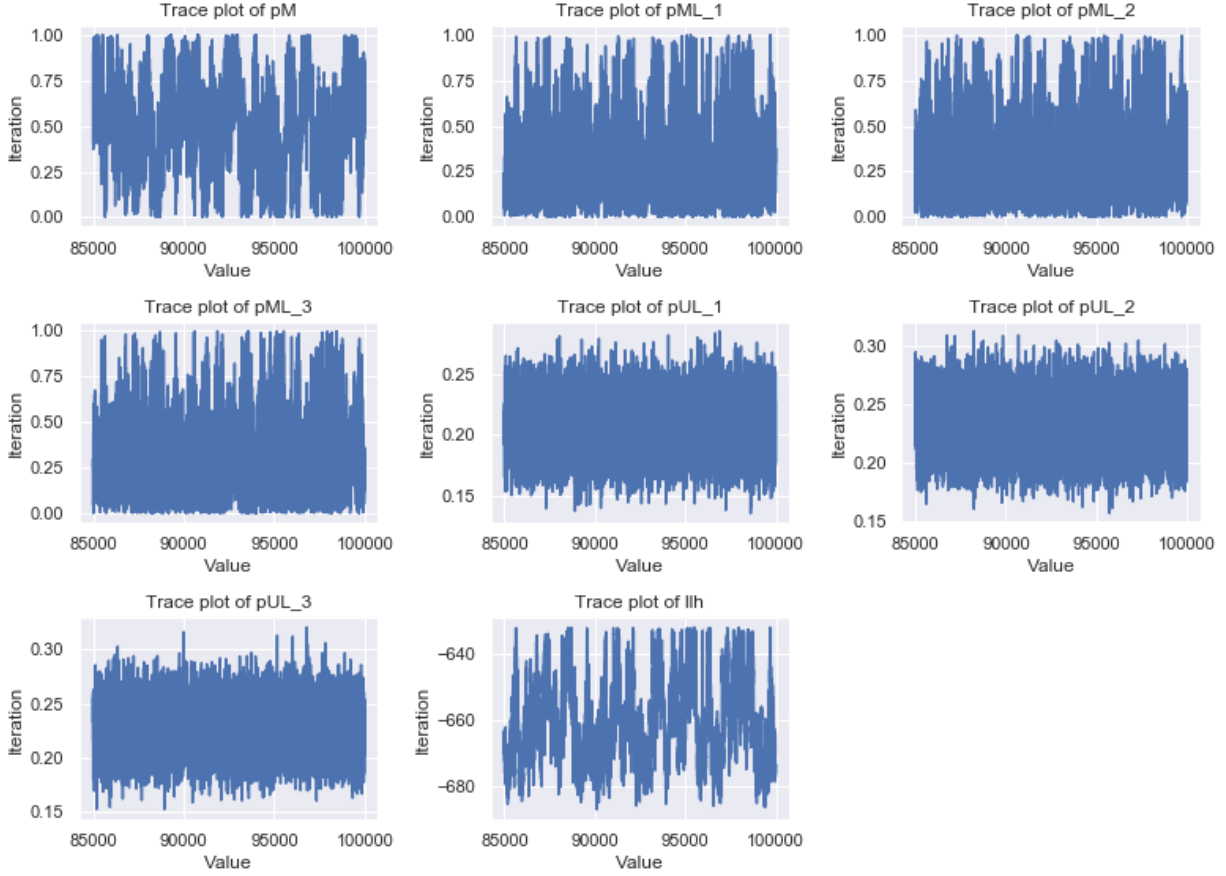 Trace plot of pM
Trace plot of pML_1
Trace plot of pML_2
Iteration
1.00
0.75
0.50
0.25
0.00
85000 90000 95000 100000
Value
Iteration
1.00
0.75
0.50
0.25
0.00
85000 90000 95000 100000
Value
Iteration
1.00
0.75
0.50
0.25
0.00
85000 90000 95000 100000
Value
Trace plot of pML_3
Trace plot of pUL_1
Trace plot of pUL_2
Iteration
1.00
0.75
0.50
0.25
0.00
85000 90000 95000 100000
Value
Iteration
0.25
0.20
0.15
85000 90000 95000 100000
Value
Iteration
0.30
0.25
0.20
0.15
85000 90000 95000 100000
Value
Trace plot of pUL_3
Trace plot of llh
Iteration
0.30
0.25
0.20
0.15
85000 90000 95000 100000
Value
Iteration
−640
−660
−680
85000 90000 95000 100000
Value